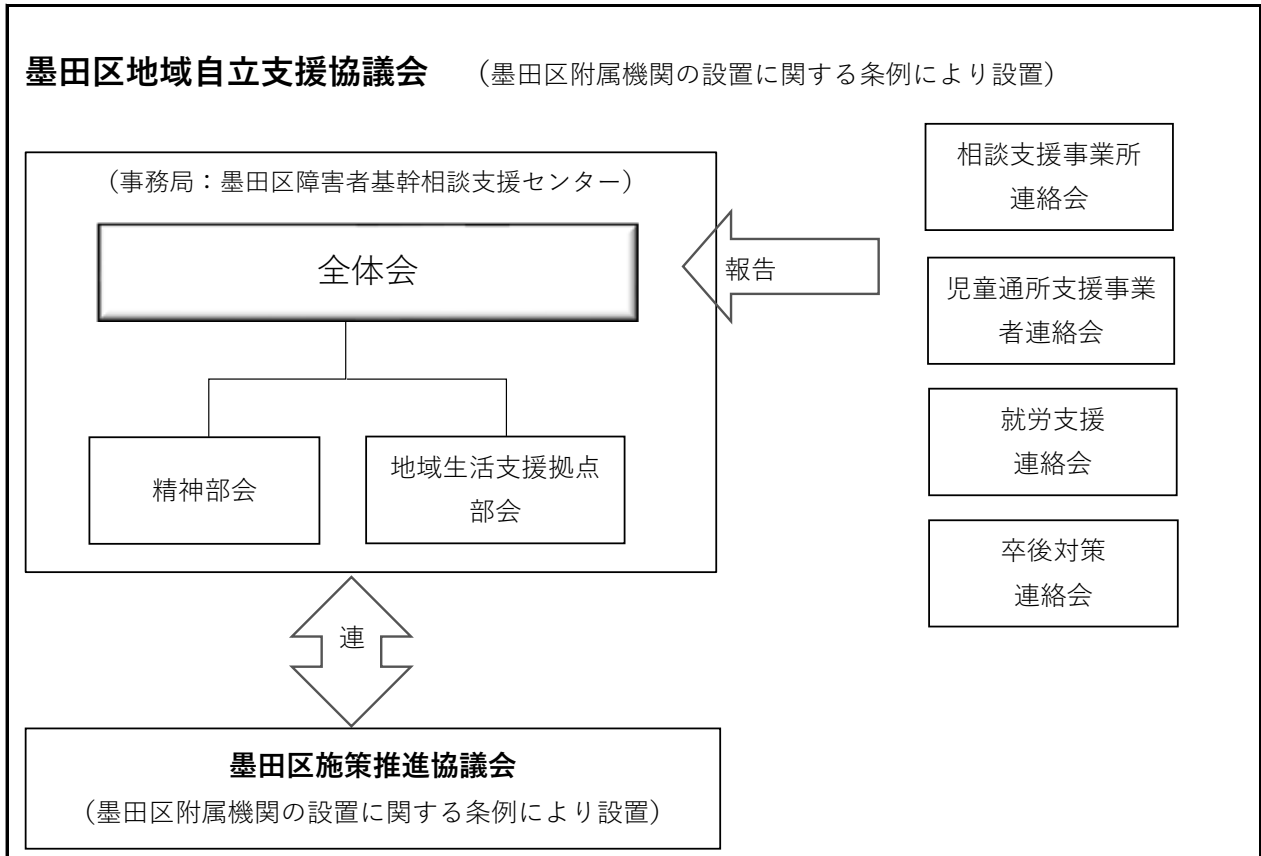 墨田区地域自立支援協議会 （墨田区附属機関の設置に関する条例により設置）
（事務局：墨田区障害者基幹相談支援センター）
全体会
精神部会
地域生活支援拠点
部会
報告
相談支援事業所
連絡会
児童通所支援事業
者連絡会
就労支援
連絡会
卒後対策
連絡会
連
墨田区施策推進協議会
（墨田区附属機関の設置に関する条例により設置）